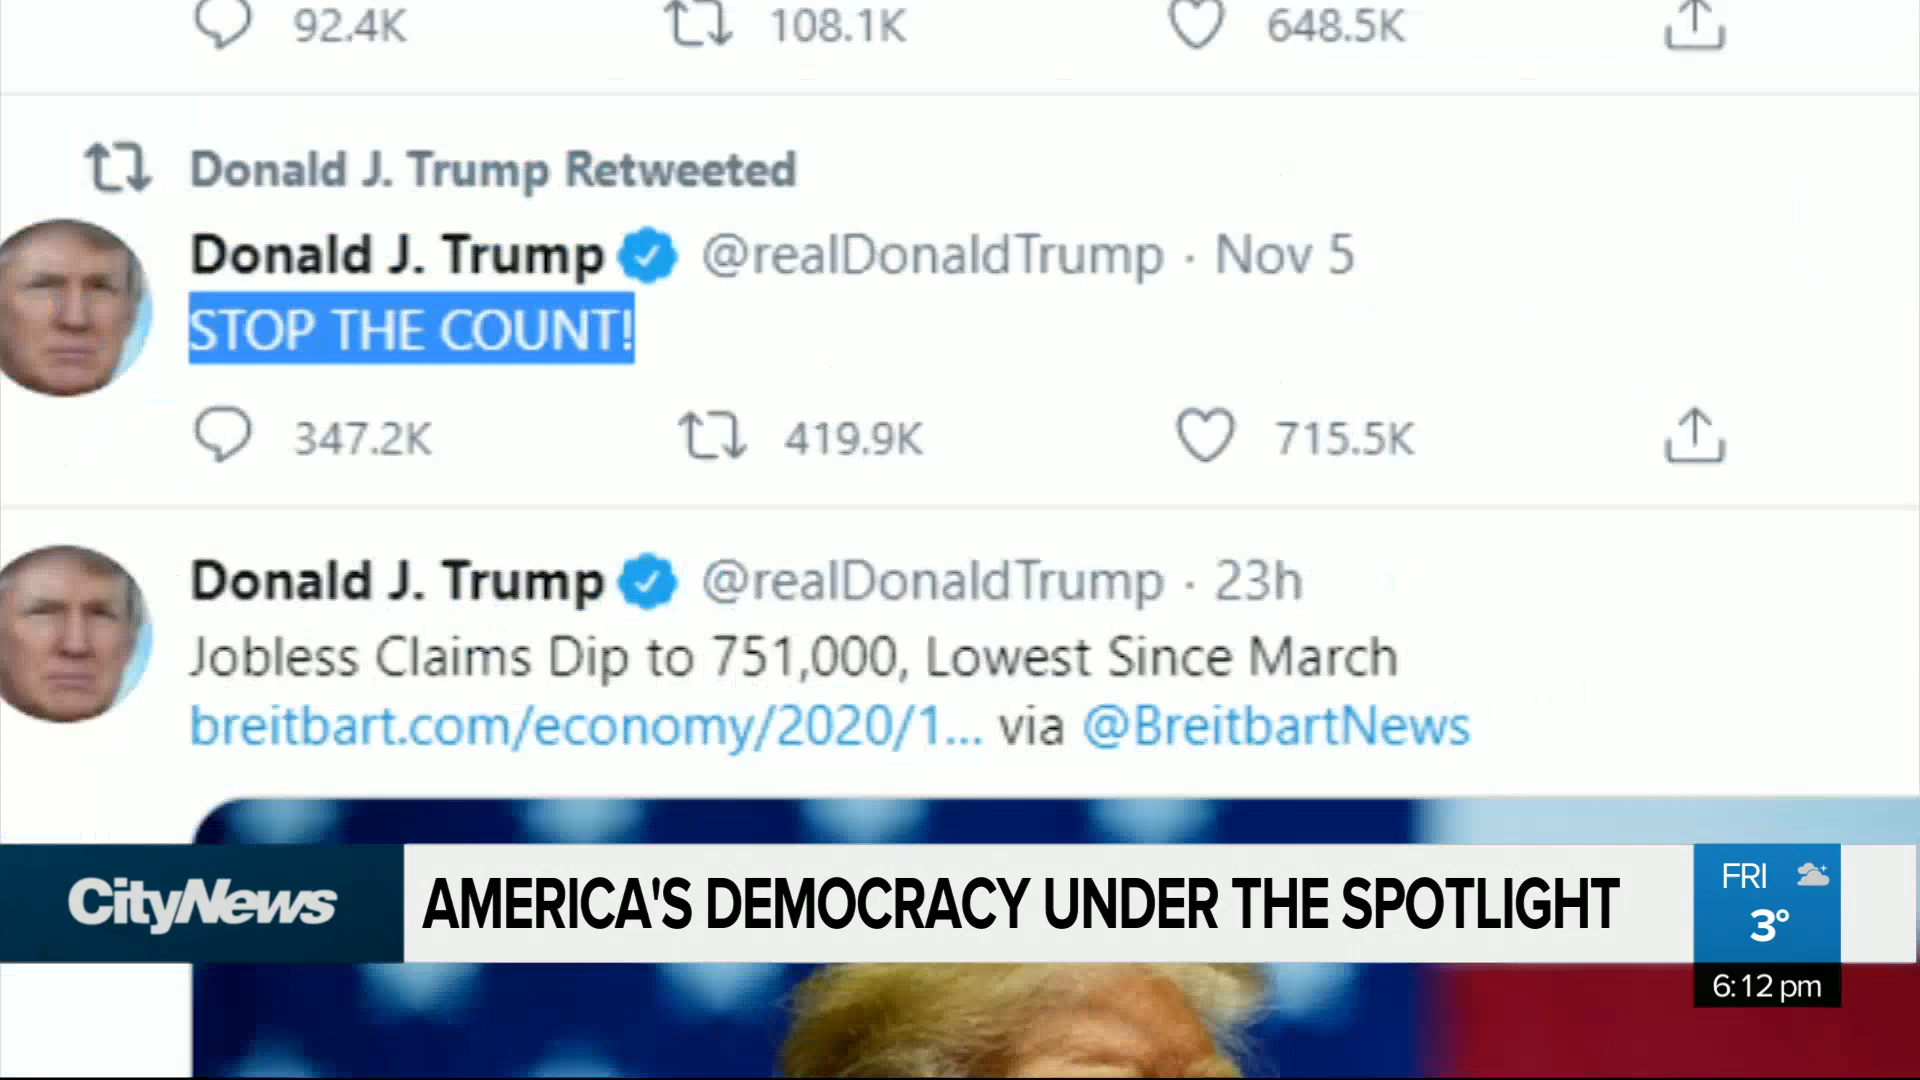 92.4K 108.1K 648.5K
Donald J. Trump Retweeted
Donald J. Trump @realDonaldTrump · Nov 5
STOP THE COUNT!
347.2K 419.9K 715.5K
Donald J. Trump @realDonaldTrump · 23h
Jobless Claims Dip to 751,000, Lowest Since March
breitbart.com/economy/2020/1... via @BreitbartNews
CityNews
AMERICA'S DEMOCRACY UNDER THE SPOTLIGHT
FRI
3°
6:12 pm